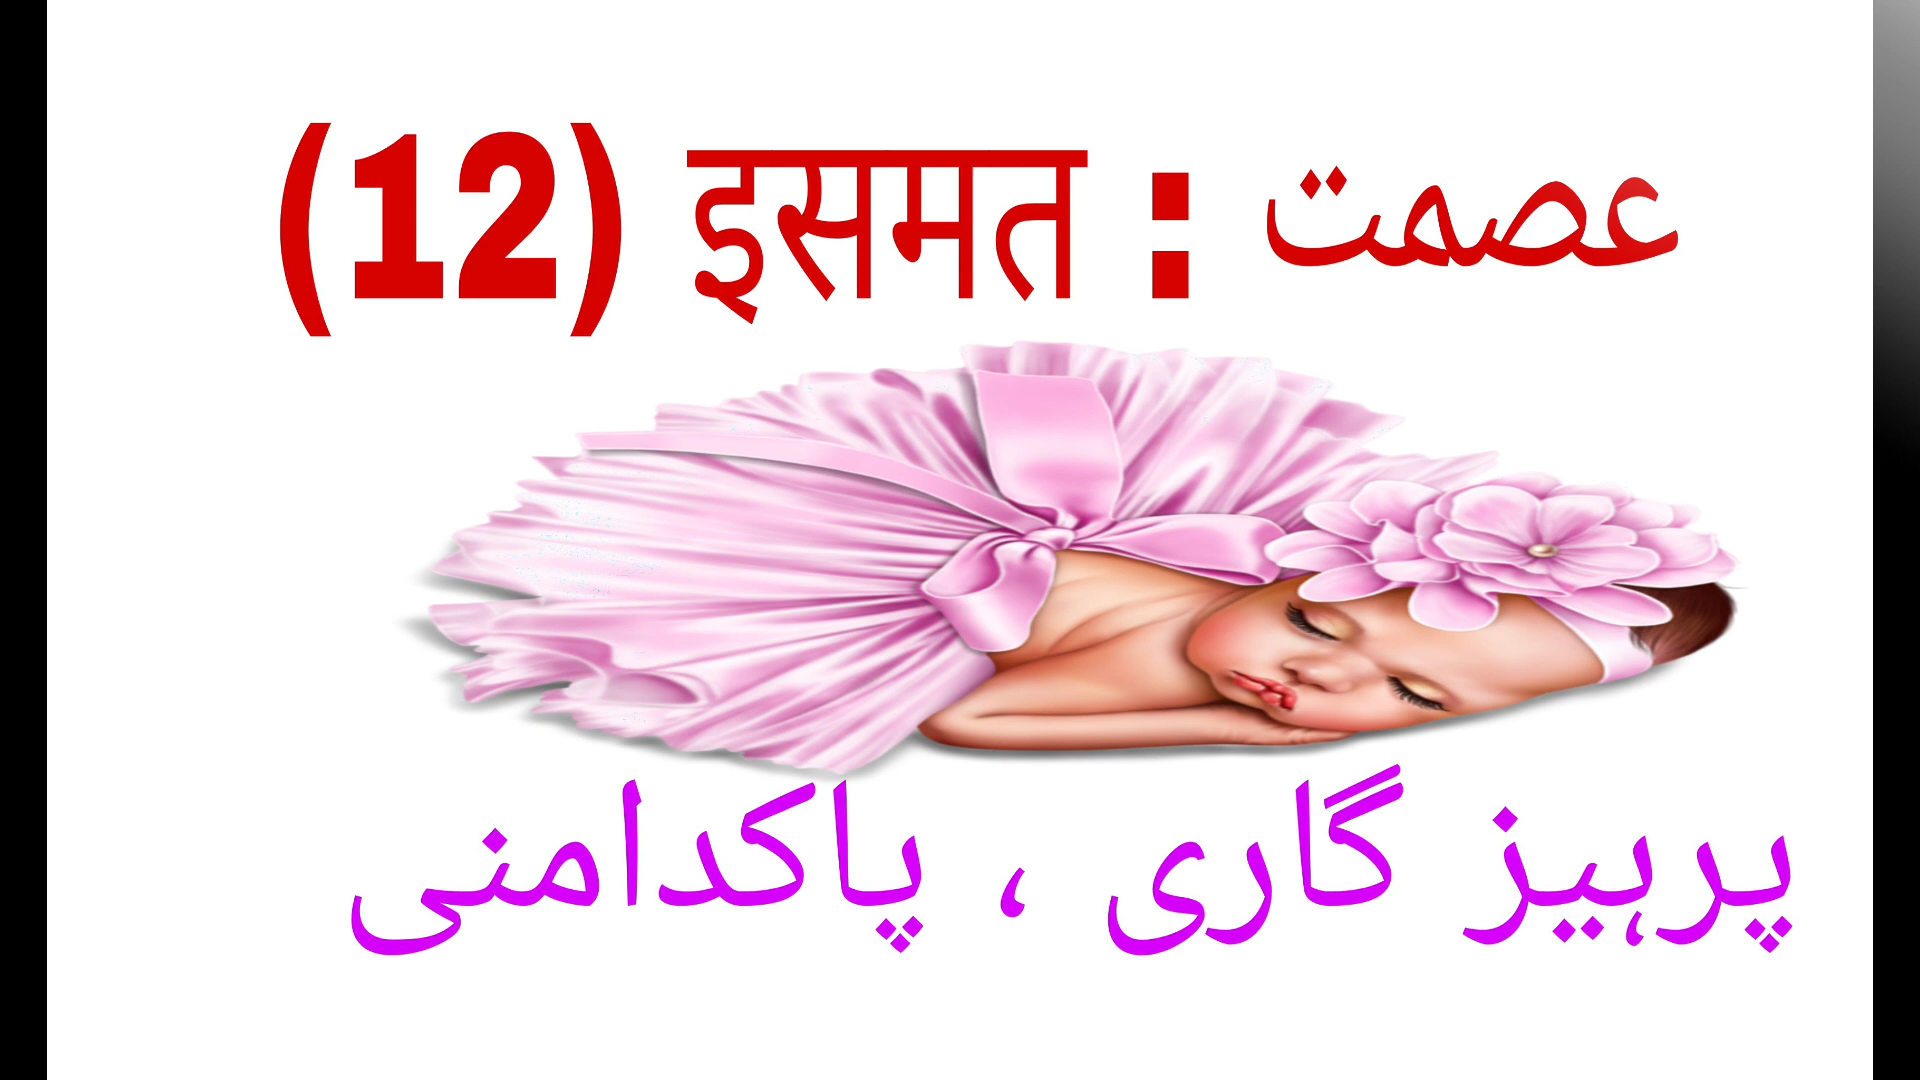 (12) इसमत : عصمت
پرہیز گاری ، پاکدامنی